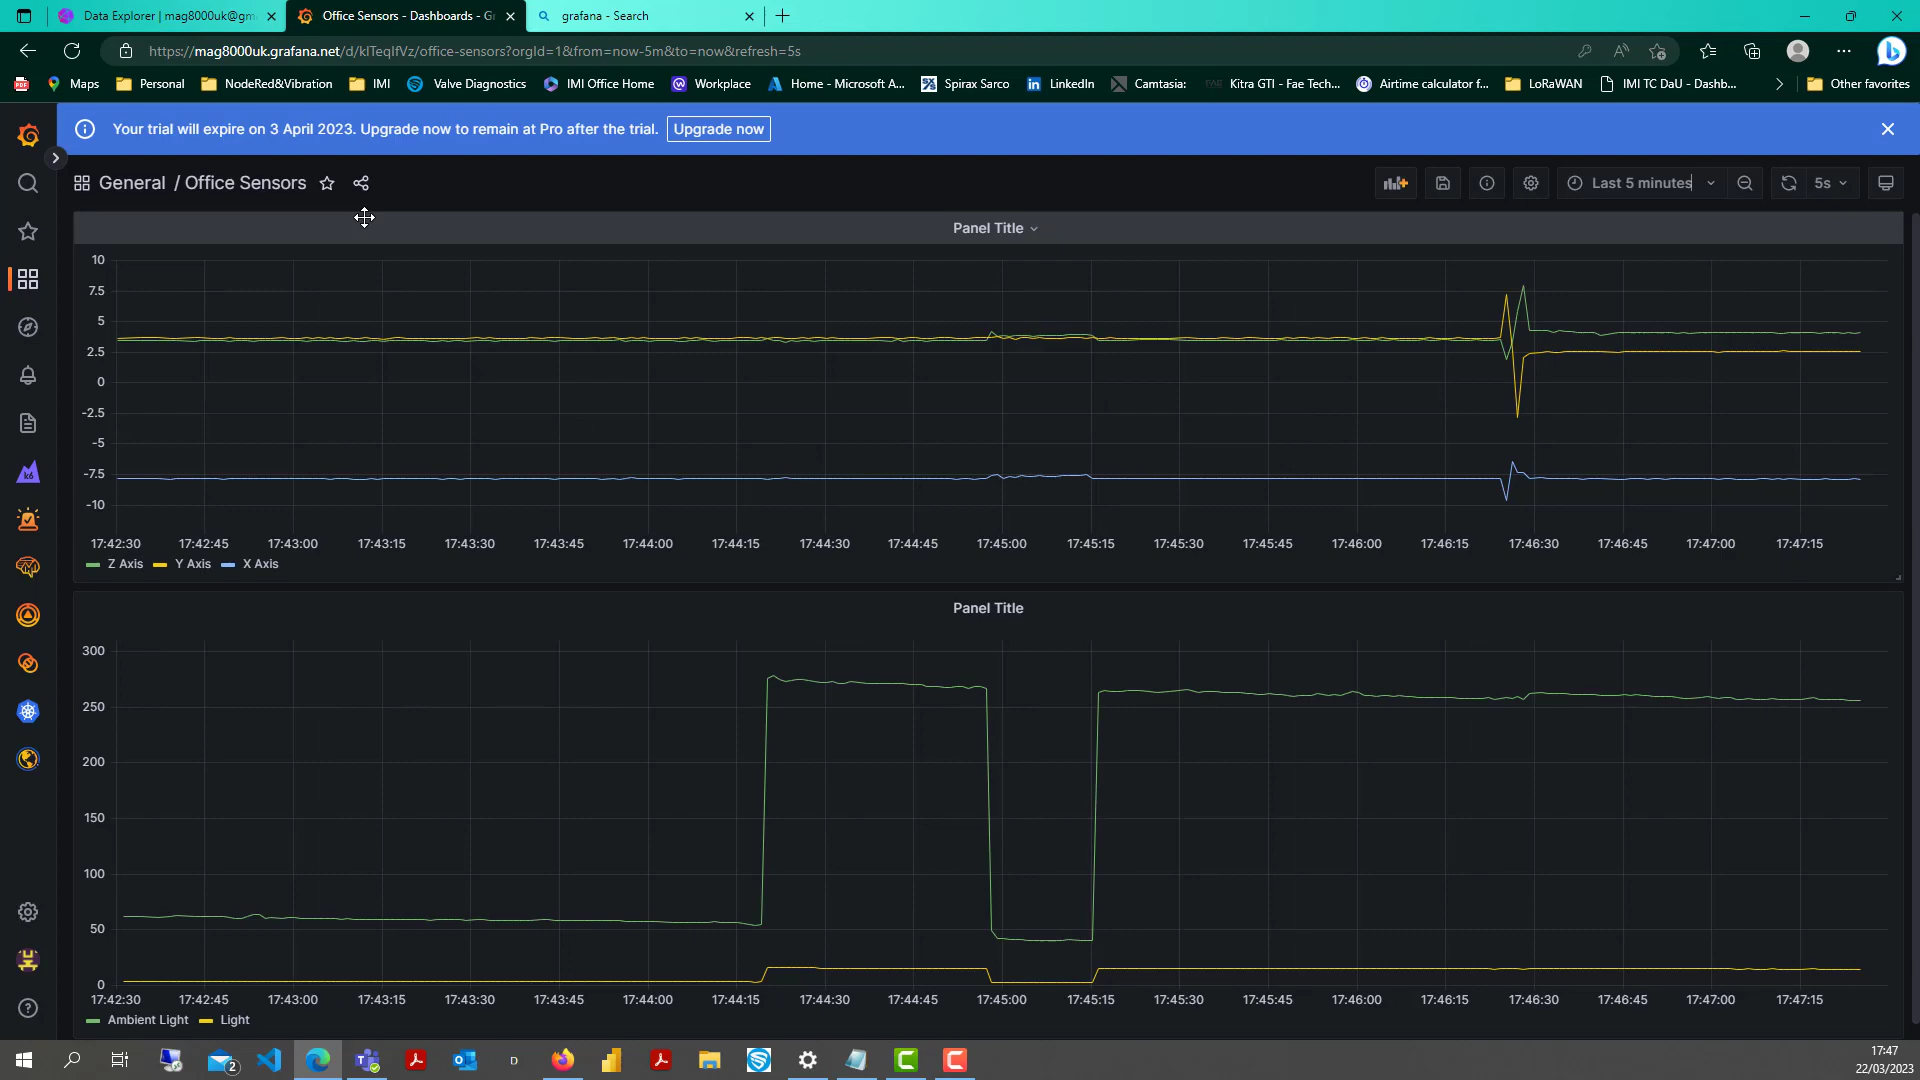 Data Explorer | mag8000uk@gm
Office Sensors - Dashboards - Gr
grafana - Search
https://mag8000uk.grafana.net/d/klTeqIfVz/office-sensors?orgId=1&from=now-5m&to=now&refresh=5s
Maps
Personal
NodeRed&Vibration
IMI
Valve Diagnostics
IMI Office Home
Workplace
Home - Microsoft A...
Spirax Sarco
LinkedIn
Camtasia:
Kitra GTI - Fae Tech...
Airtime calculator f...
LoRaWAN
IMI TC DaU - Dashb...
Other favorites
Your trial will expire on 3 April 2023. Upgrade now to remain at Pro after the trial. Upgrade now
General / Office Sensors
Last 5 minutes
5s
Panel Title
10
7.5
5
2.5
0
-2.5
-5
-7.5
-10
17:42:30 17:42:45 17:43:00 17:43:15 17:43:30 17:43:45 17:44:00 17:44:15 17:44:30 17:44:45 17:45:00 17:45:15 17:45:30 17:45:45 17:46:00 17:46:15 17:46:30 17:46:45 17:47:00 17:47:15
Z Axis Y Axis X Axis
Panel Title
300
250
200
150
100
50
0
17:42:30 17:42:45 17:43:00 17:43:15 17:43:30 17:43:45 17:44:00 17:44:15 17:44:30 17:44:45 17:45:00 17:45:15 17:45:30 17:45:45 17:46:00 17:46:15 17:46:30 17:46:45 17:47:00 17:47:15
Ambient Light Light
k6
2
D
17:47
22/03/2023